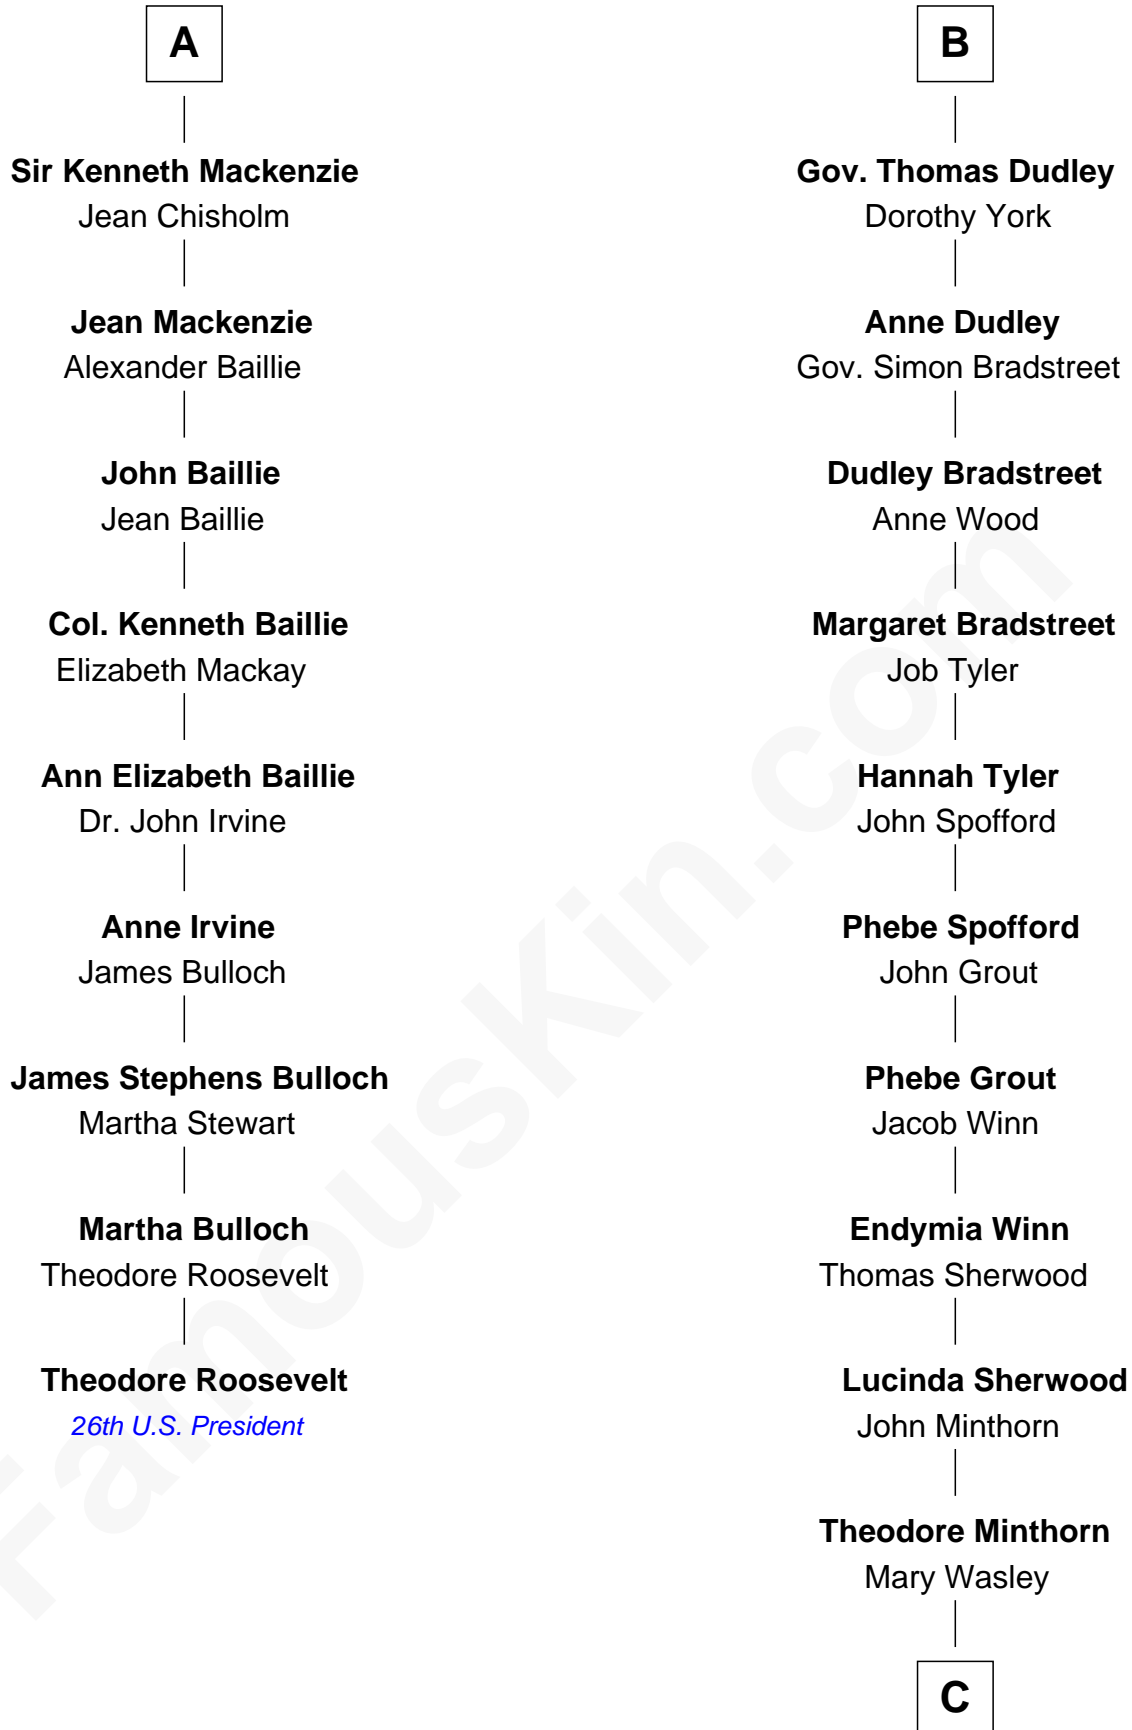 A
Sir Kenneth Mackenzie
Jean Chisholm
Jean Mackenzie
Alexander Baillie
John Baillie
Jean Baillie
Col. Kenneth Baillie
Elizabeth Mackay
Ann Elizabeth Baillie
Dr. John Irvine
Anne Irvine
James Bulloch
James Stephens Bulloch
Martha Stewart
Martha Bulloch
Theodore Roosevelt
Theodore Roosevelt
26th U.S. President
B
Gov. Thomas Dudley
Dorothy York
Anne Dudley
Gov. Simon Bradstreet
Dudley Bradstreet
Anne Wood
Margaret Bradstreet
Job Tyler
Hannah Tyler
John Spofford
Phebe Spofford
John Grout
Phebe Grout
Jacob Winn
Endymia Winn
Thomas Sherwood
Lucinda Sherwood
John Minthorn
Theodore Minthorn
Mary Wasley
C
FamousKin.com